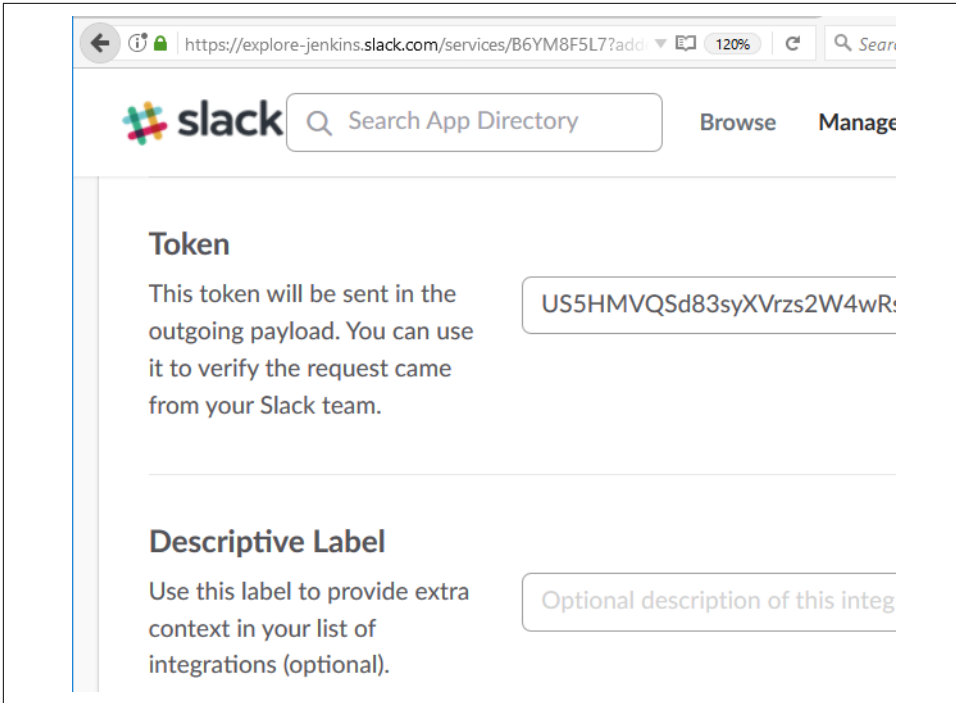 https://explore-jenkins.slack.com/services/B6YM8F5L7?add 120% Sear
slack Search App Directory Browse Manage
Token
This token will be sent in the
outgoing payload. You can use
it to verify the request came
from your Slack team.
US5HMVQSd83syXVrzs2W4wRs
Descriptive Label
Use this label to provide extra
context in your list of
integrations (optional).
Optional description of this integ